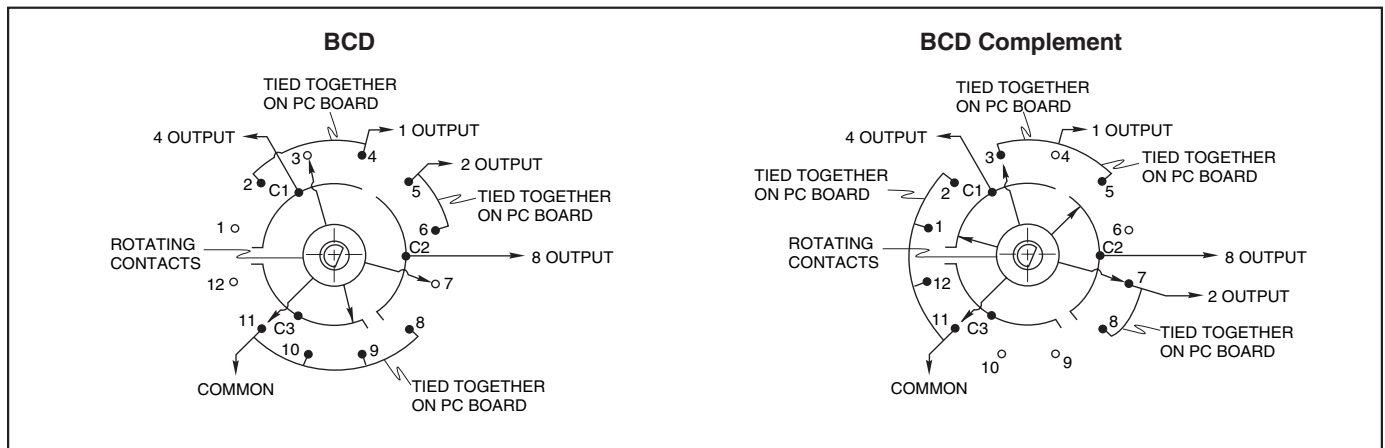 BCD
TIED TOGETHER
ON PC BOARD
4 OUTPUT
1 OUTPUT
3
4
2 OUTPUT
2
C1
5
TIED TOGETHER
ON PC BOARD
1
6
ROTATING
CONTACTS
C2
8 OUTPUT
12
7
11
C3
8
10
9
COMMON
TIED TOGETHER
ON PC BOARD
BCD Complement
TIED TOGETHER
ON PC BOARD
4 OUTPUT
1 OUTPUT
3
4
TIED TOGETHER
ON PC BOARD
TIED TOGETHER
ON PC BOARD
2
C1
5
1
6
ROTATING
CONTACTS
C2
8 OUTPUT
12
7
2 OUTPUT
11
C3
8
TIED TOGETHER
ON PC BOARD
10
9
COMMON